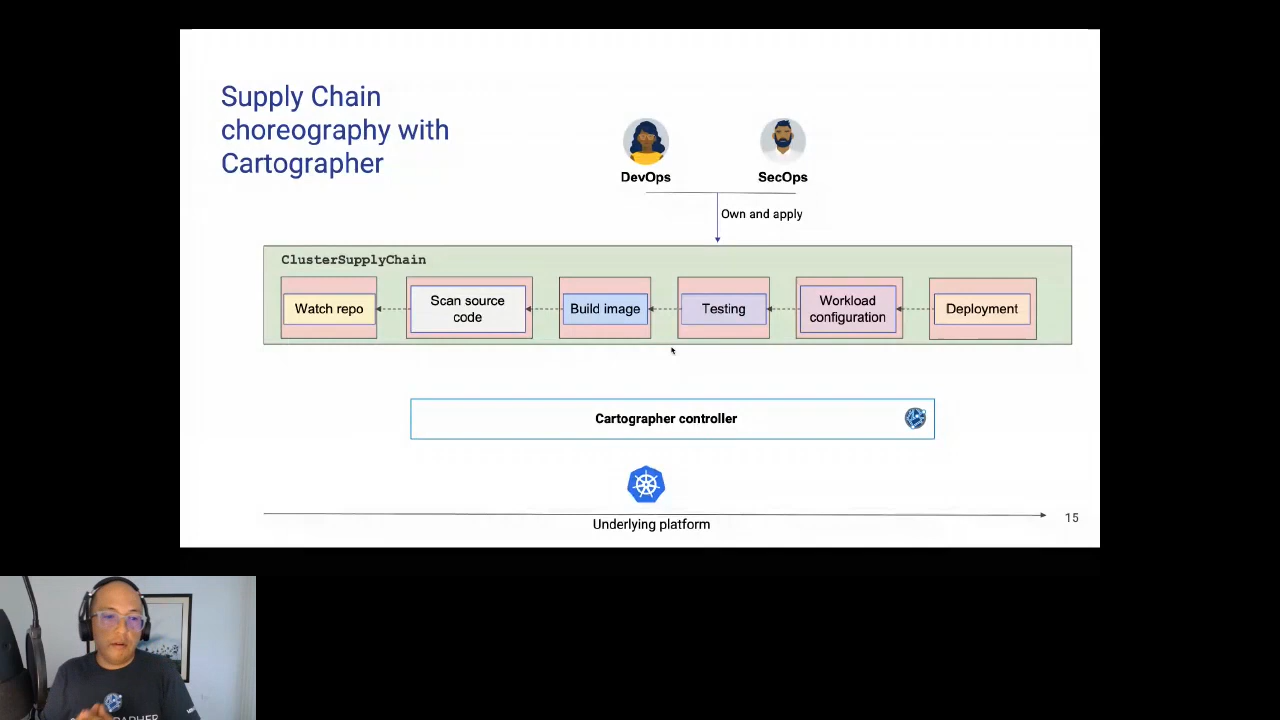 Supply Chain
choreography with
Cartographer
DevOps
SecOps
Own and apply
ClusterSupplyChain
Watch repo
Scan source
code
Build image
Testing
Workload
configuration
Deployment
Cartographer controller
Underlying platform
15